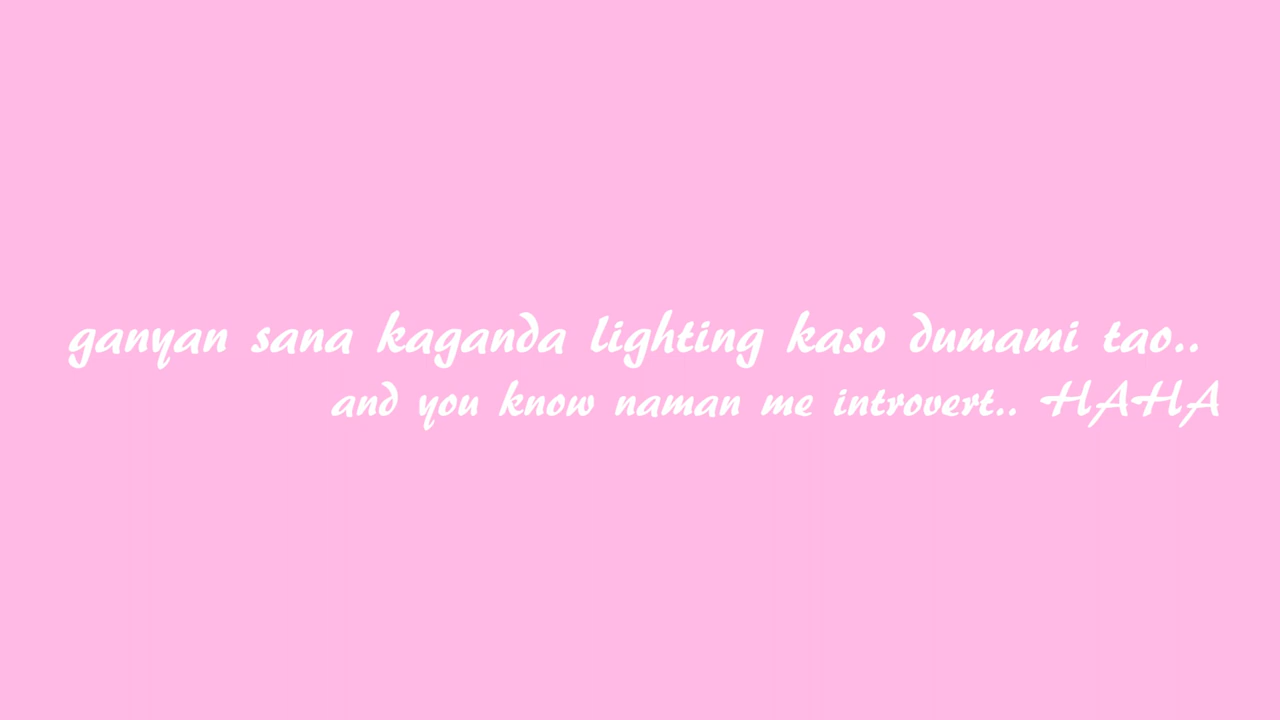 ganyan sana kaganda lighting kaso dumami tao..
and you know naman me introvert.. HAHA